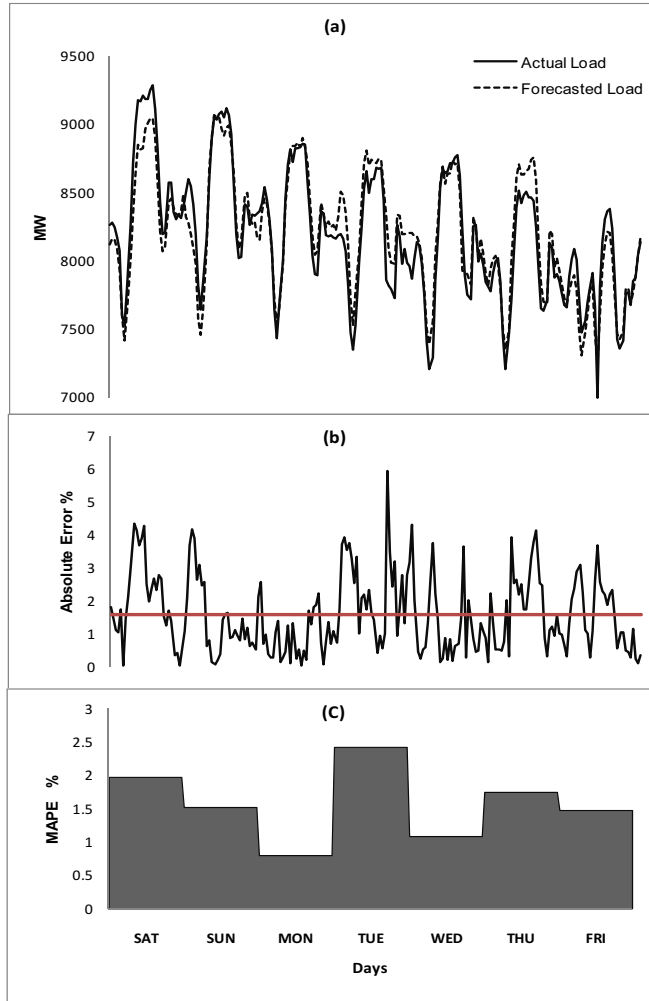 (a)
Actual Load
Forecasted Load
9500
9000
8500
8000
7500
7000
MW
(b)
7
6
5
4
3
2
1
0
Absolute Error %
(C)
3
2.5
2
1.5
1
0.5
0
MAPE %
SAT SUN MON TUE WED THU FRI
Days